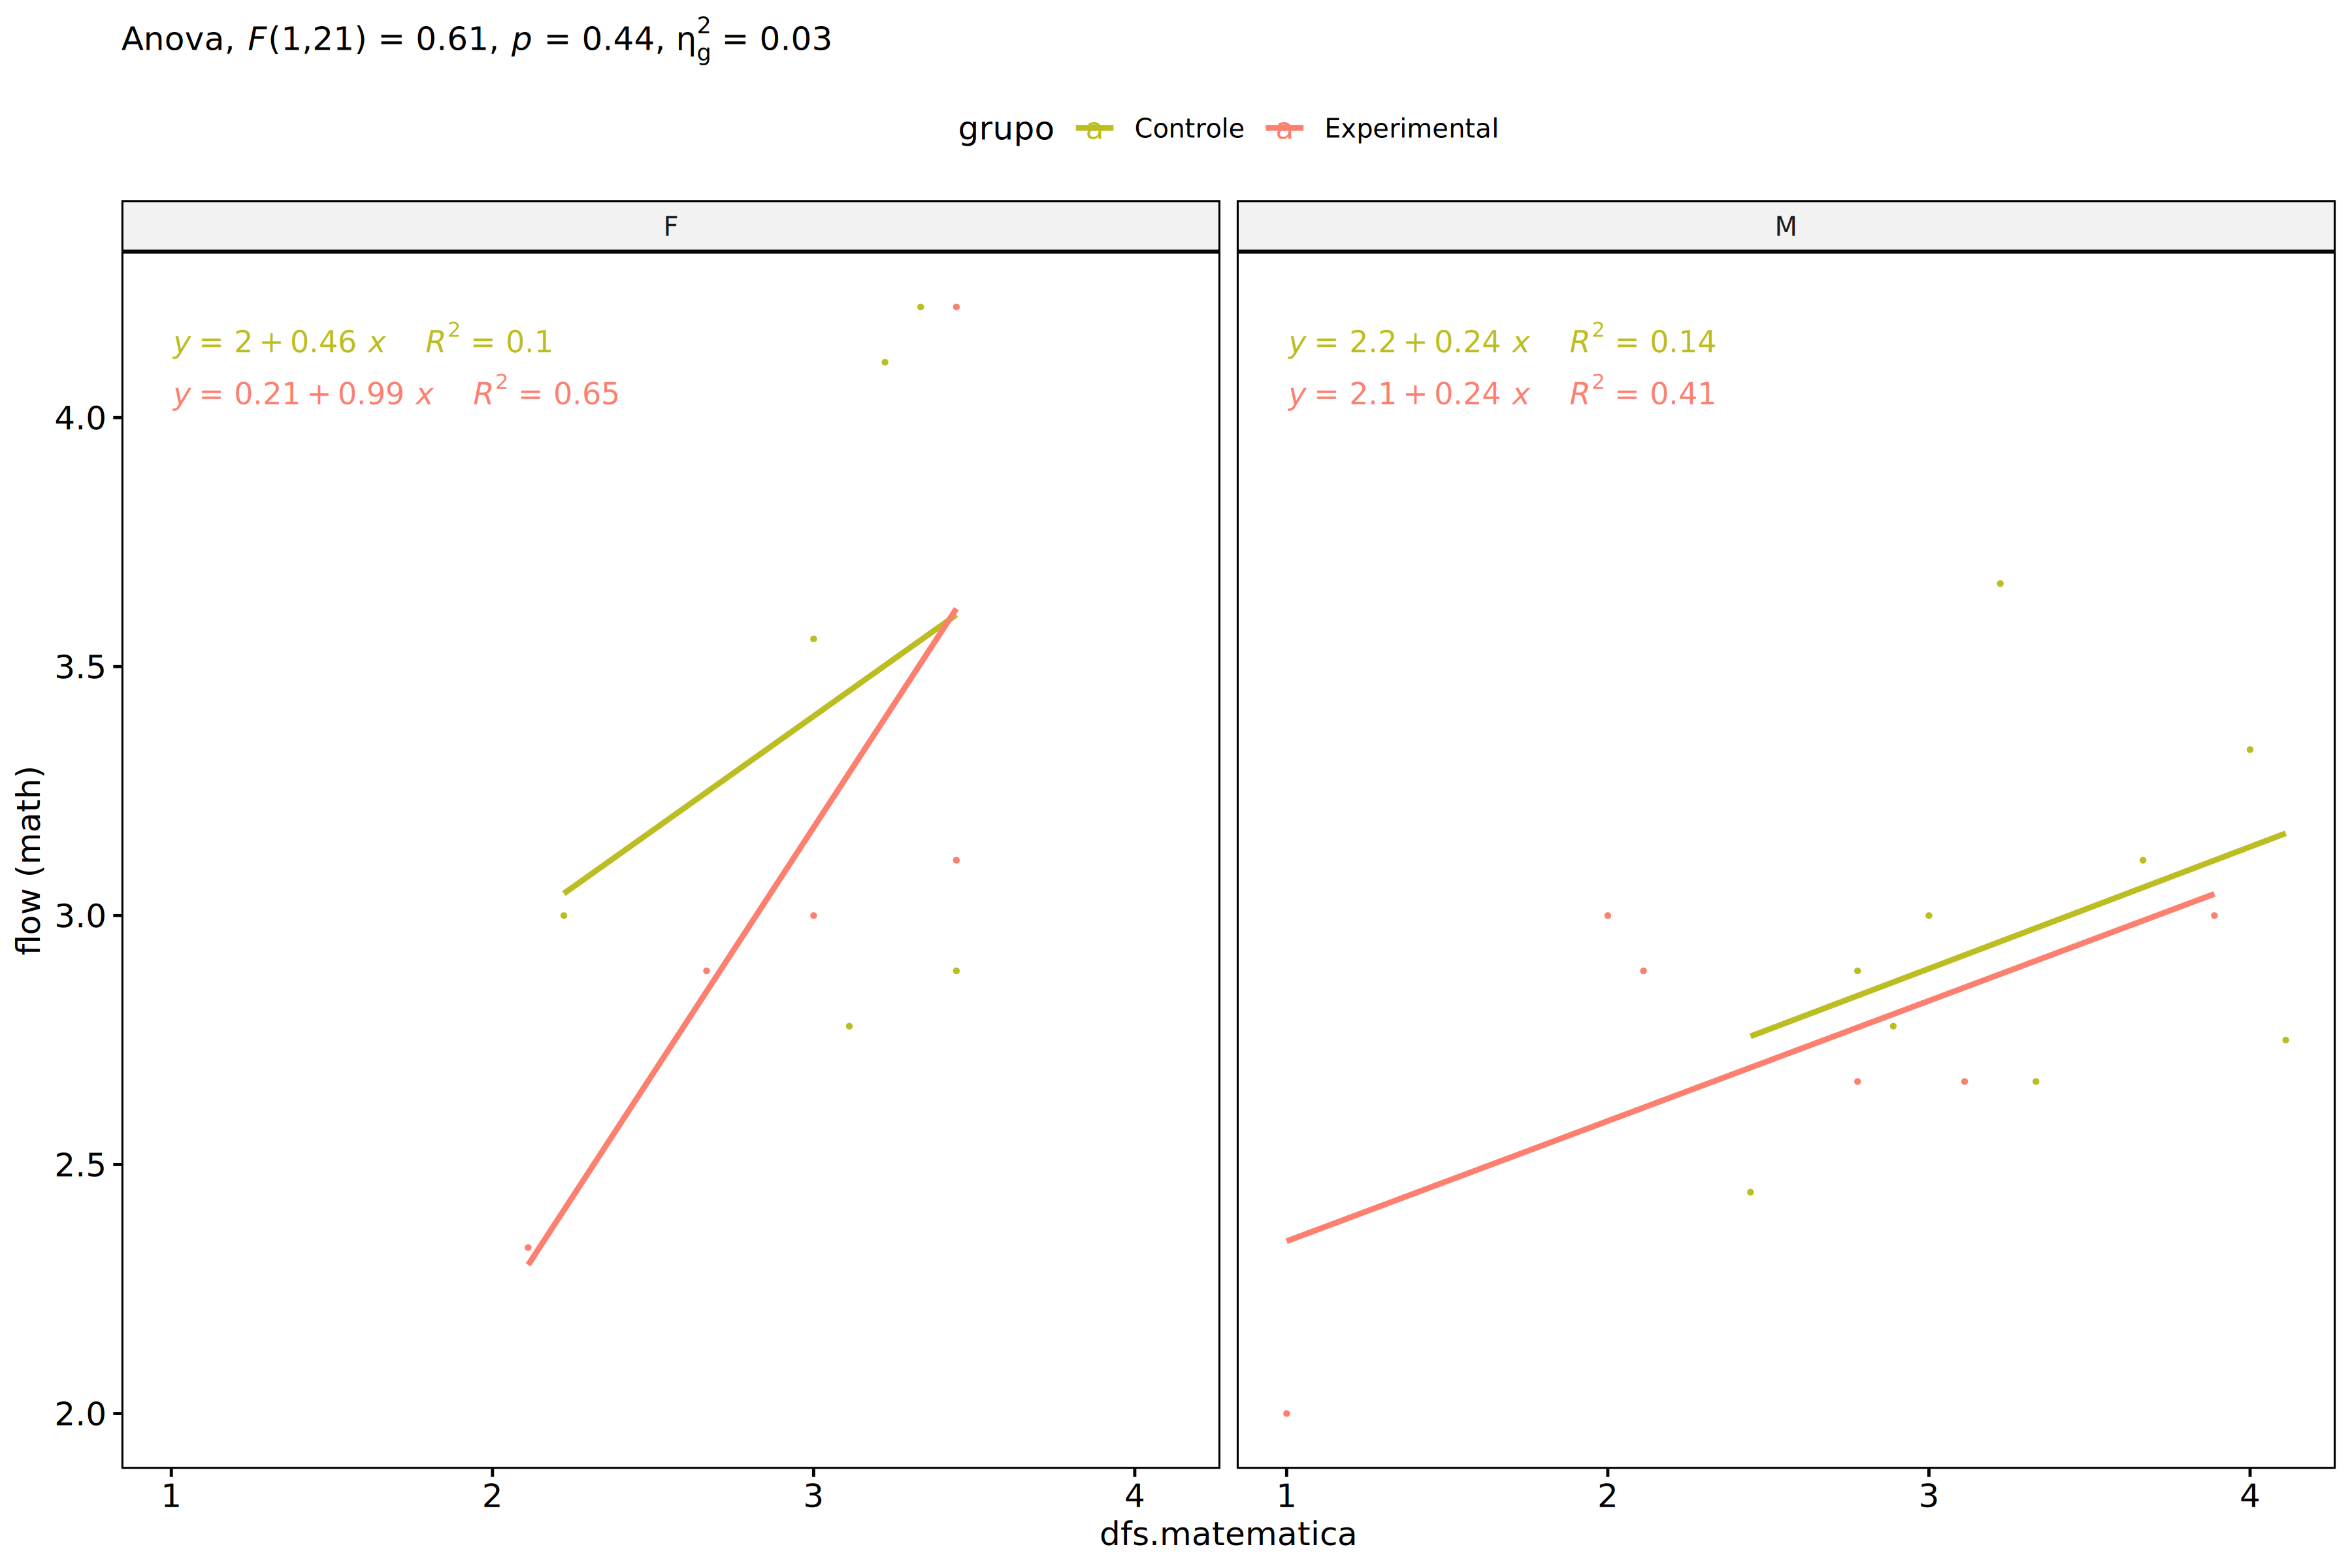 Anova, F(1,21) = 0.61, p = 0.44, η²g = 0.03
grupo a Controle a Experimental
F
M
y = 2 + 0.46 x R² = 0.1
y = 0.21 + 0.99 x R² = 0.65
y = 2.2 + 0.24 x R² = 0.14
y = 2.1 + 0.24 x R² = 0.41
flow (math)
4.0
3.5
3.0
2.5
2.0
1 2 3 4
1 2 3 4
dfs.matematica